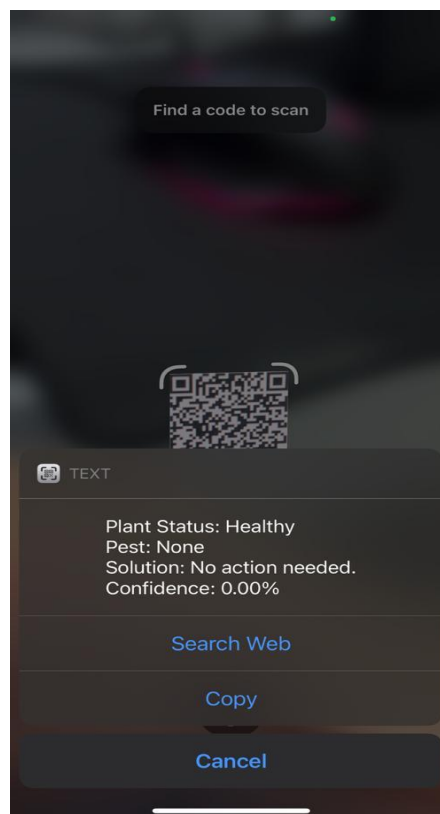 Find a code to scan
TEXT
Plant Status: Healthy
Pest: None
Solution: No action needed.
Confidence: 0.00%
Search Web
Copy
Cancel